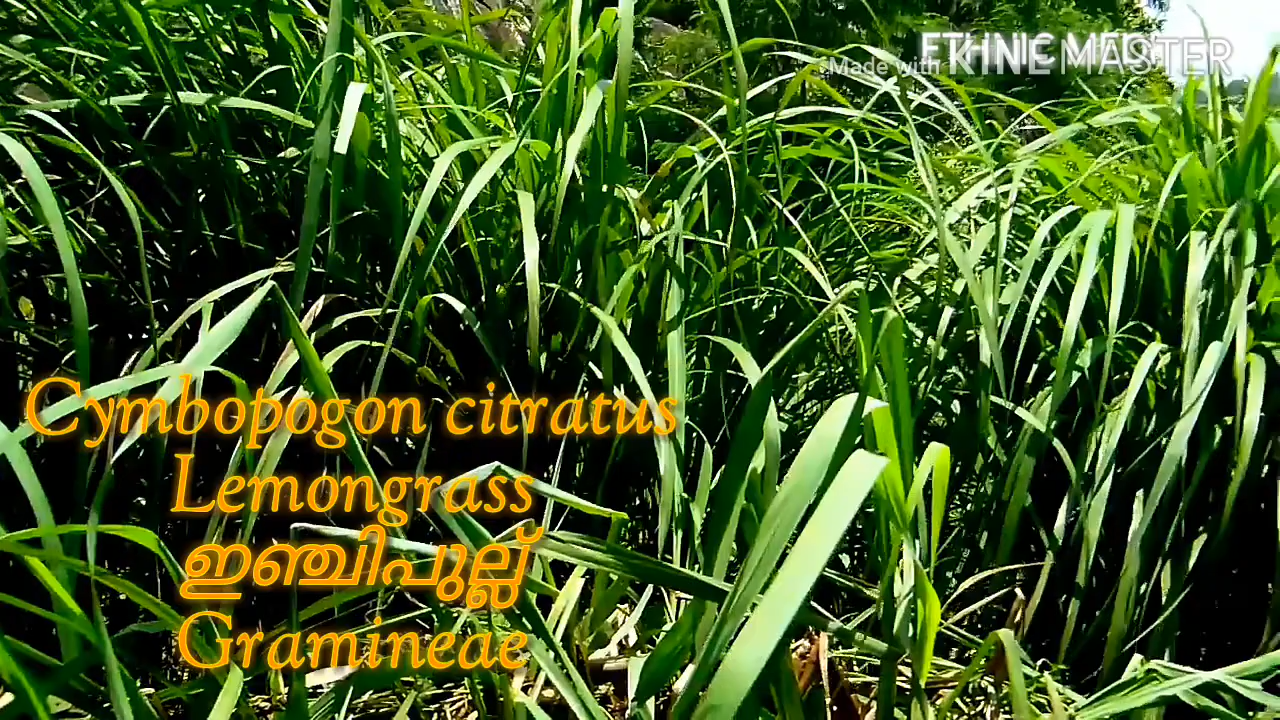 Made with KINEMASTER
Cymbopogon citratus
Lemongrass
ഇഞ്ചിപുല്ല്
Gramineae